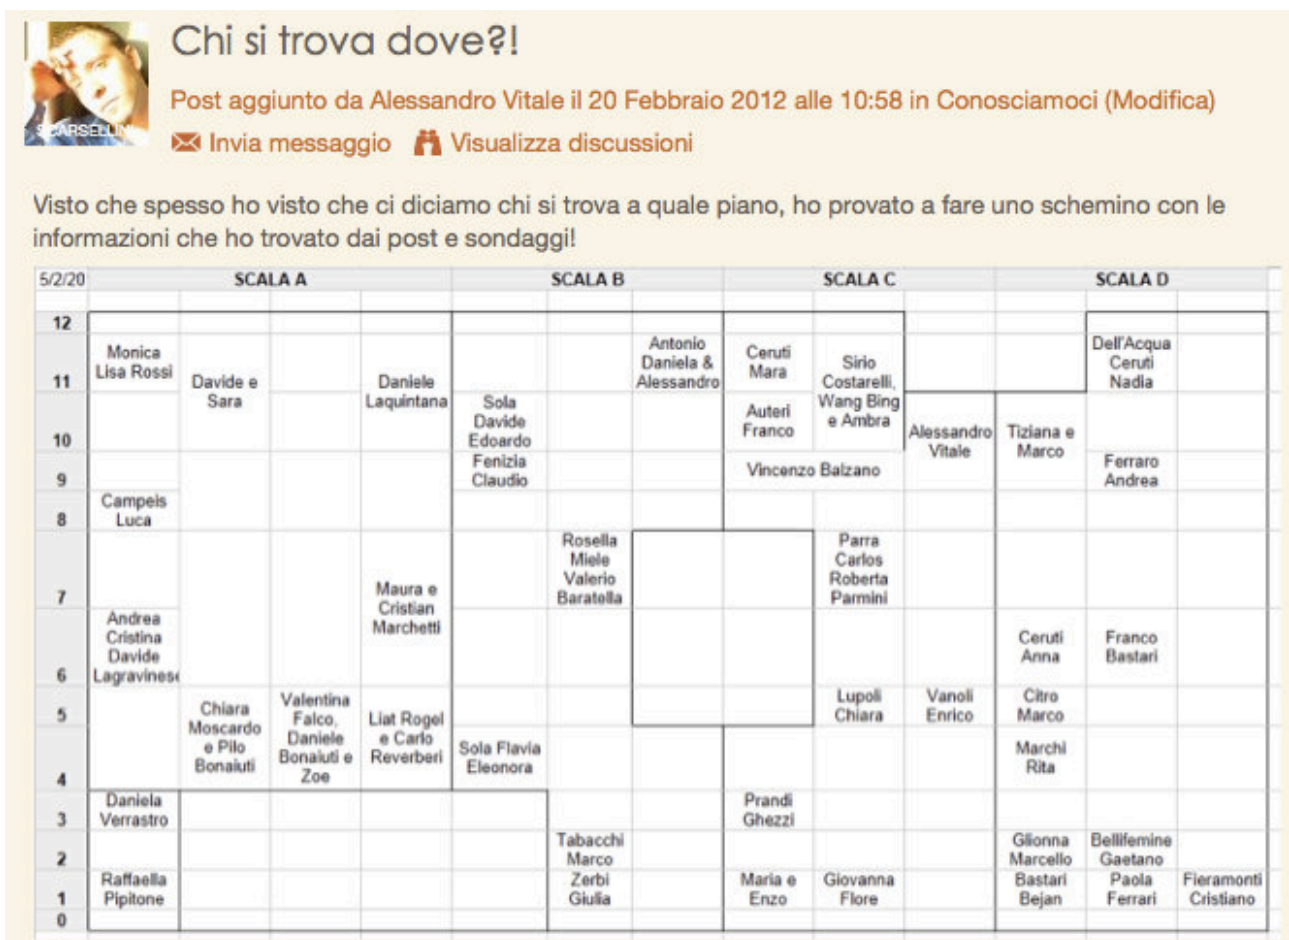 Chi si trova dove?!
Post aggiunto da Alessandro Vitale il 20 Febbraio 2012 alle 10:58 in Conosciamoci (Modifica)
SCARSELLINI
Invia messaggio Visualizza discussioni
Visto che spesso ho visto che ci diciamo chi si trova a quale piano, ho provato a fare uno schemino con le
informazioni che ho trovato dai post e sondaggi!
5/2/20 SCALA A SCALA B SCALA C SCALA D
12
Monica
Lisa Rossi
Davide e
Sara
Daniele
Laquintana
Antonio
Daniela &
Alessandro
Ceruti
Mara
Sirio
Costarelli,
Wang Bing
e Ambra
Dell'Acqua
Ceruti
Nadia
11
Sola
Davide
Edoardo
Auteri
Franco
Alessandro
Vitale
Tiziana e
Marco
10
Fenizia
Claudio
Vincenzo Balzano
Ferraro
Andrea
9
Campeis
Luca
8
Rosella
Miele
Valerio
Baratella
Parra
Carlos
Roberta
Parmini
Maura e
Cristian
Marchetti
7
Andrea
Cristina
Davide
Lagravinese
Ceruti
Anna
Franco
Bastari
6
Chiara
Moscardo
e Pilo
Bonaiuti
Valentina
Falco,
Daniele
Bonaiuti e
Zoe
Liat Rogel
e Carlo
Reverberi
Lupoli
Chiara
Vanoli
Enrico
Citro
Marco
5
Sola Flavia
Eleonora
Marchi
Rita
4
Daniela
Verrastro
Prandi
Ghezzi
3
Tabacchi
Marco
Glionna
Marcello
Bellifemine
Gaetano
2
Raffaella
Pipitone
Zerbi
Giulia
Maria e
Enzo
Giovanna
Flore
Bastari
Bejan
Paola
Ferrari
Fieramonti
Cristiano
1
0